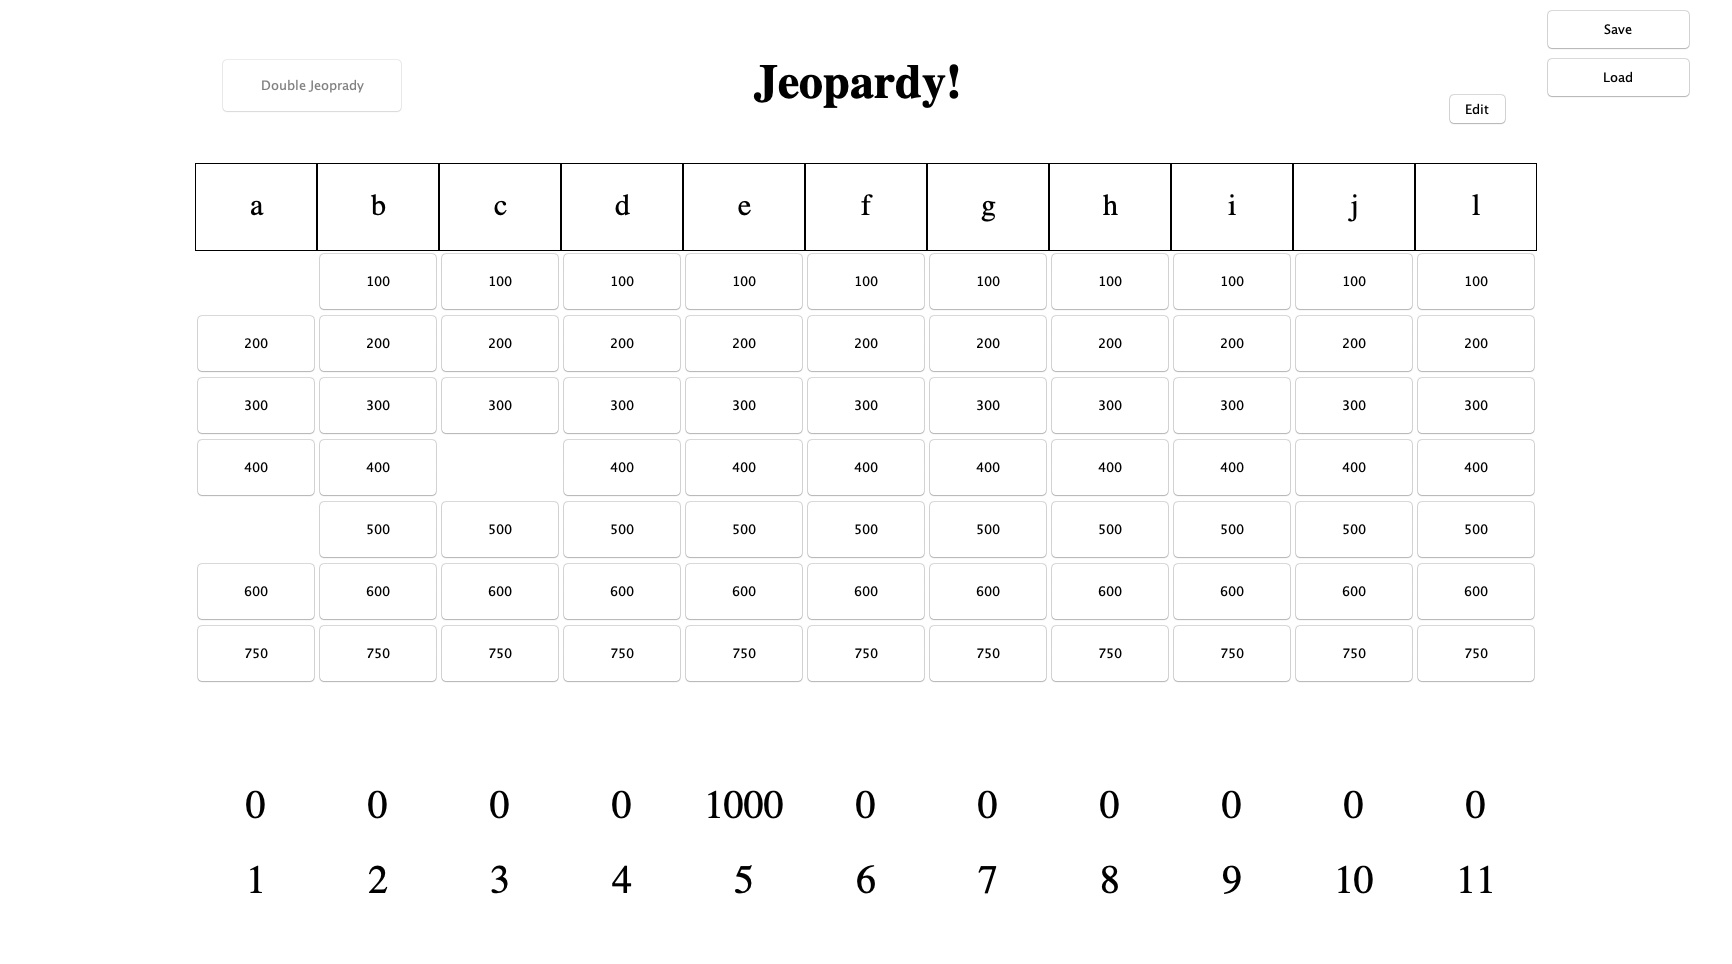 Save
Double Jeoprady Jeopardy! Load
Edit
a b c d e f g h i j l
100 100 100 100 100 100 100 100 100 100
200 200 200 200 200 200 200 200 200 200 200
300 300 300 300 300 300 300 300 300 300 300
400 400 400 400 400 400 400 400 400 400
500 500 500 500 500 500 500 500 500 500
600 600 600 600 600 600 600 600 600 600 600
750 750 750 750 750 750 750 750 750 750 750
0 0 0 0 1000 0 0 0 0 0 0
1 2 3 4 5 6 7 8 9 10 11